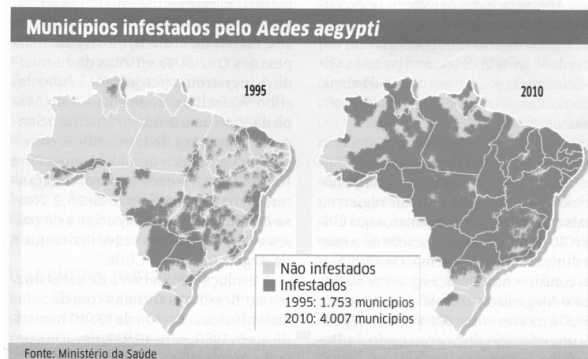 Municípios infestados pelo Aedes aegypti
1995
2010
Não infestados
Infestados
1995: 1.753 municípios
2010: 4.007 municípios
Fonte: Ministério da Saúde